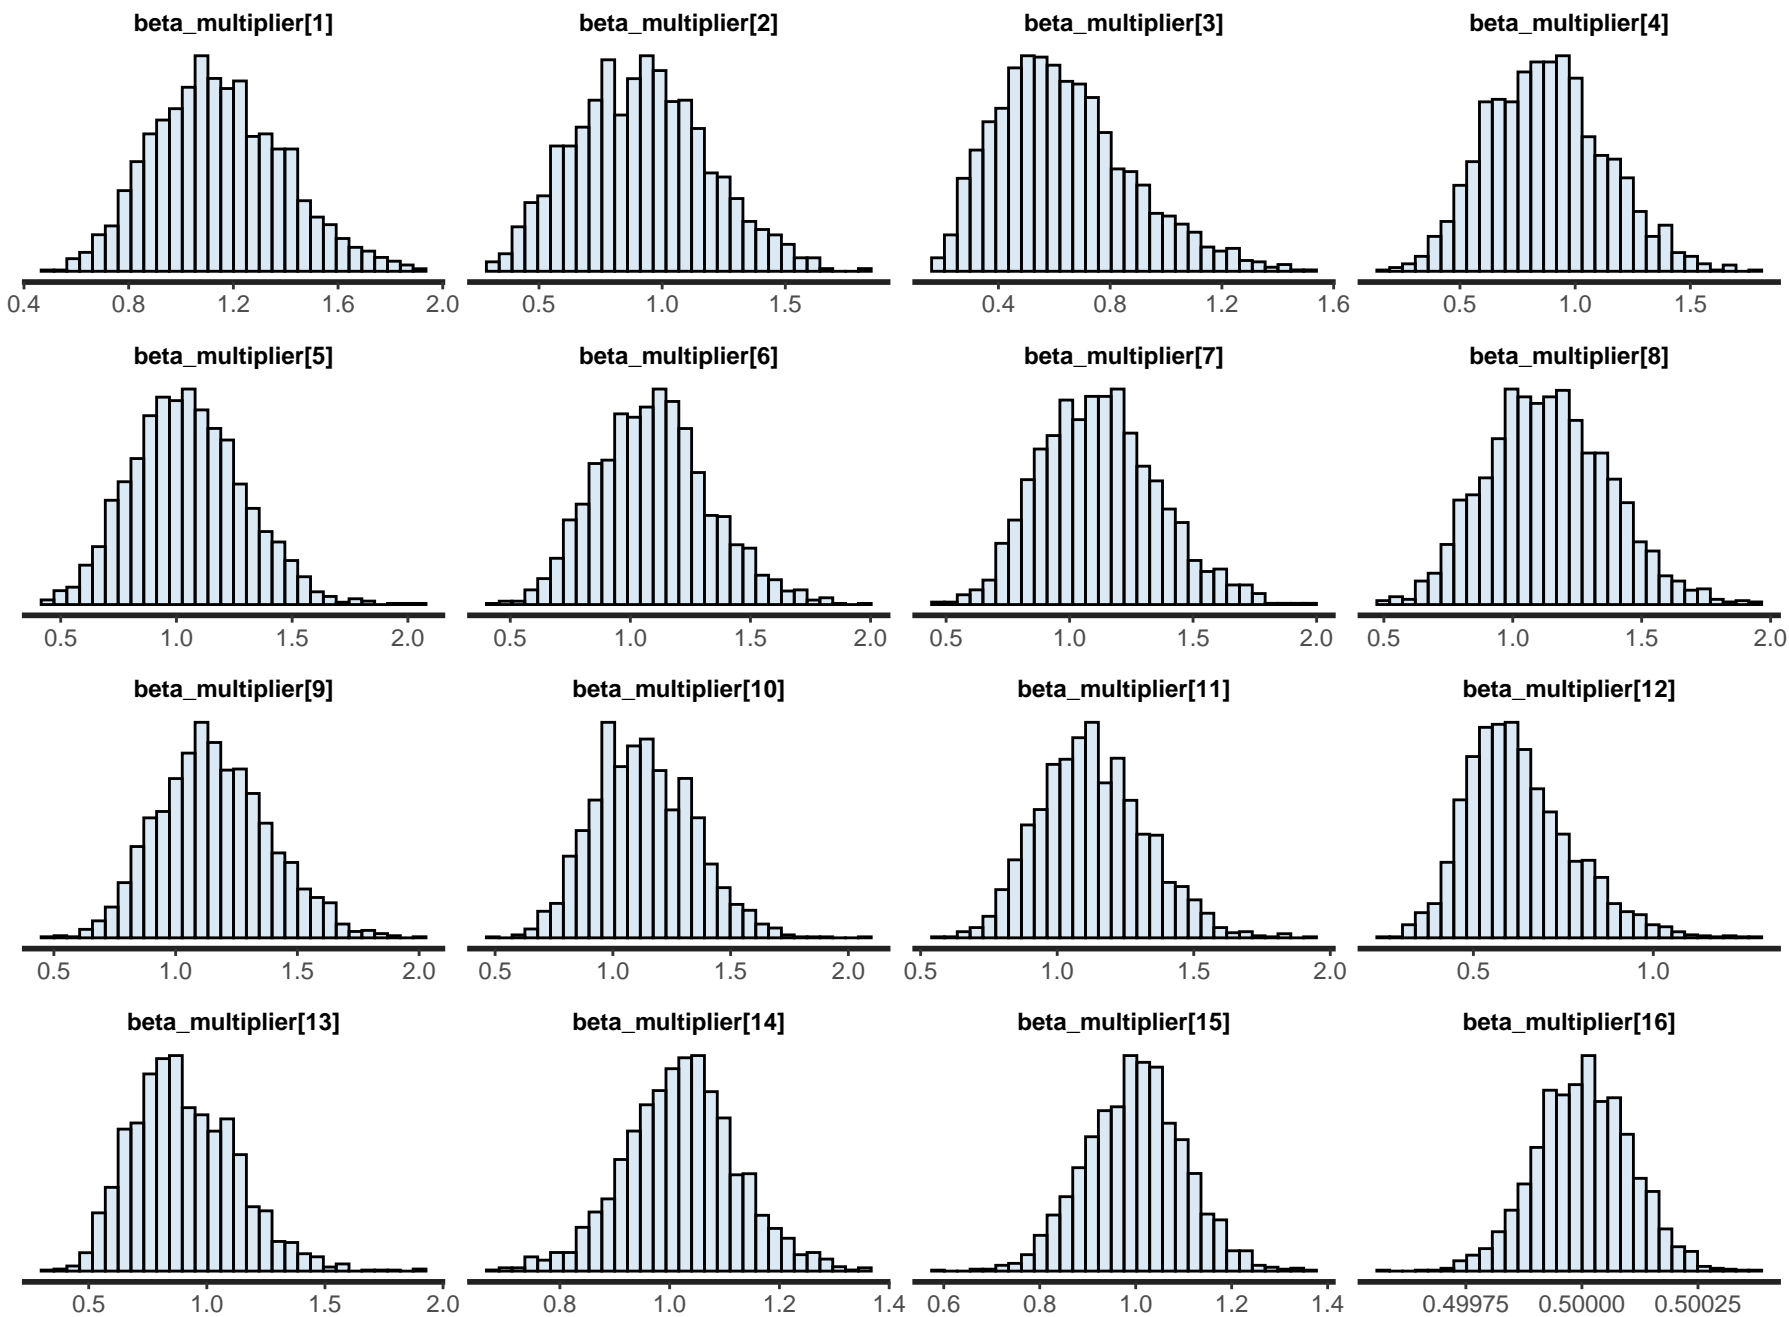 beta_multiplier[1] beta_multiplier[2] beta_multiplier[3] beta_multiplier[4]
0.4 0.8 1.2 1.6 2.0 0.5 1.0 1.5 0.4 0.8 1.2 1.6 0.5 1.0 1.5
beta_multiplier[5] beta_multiplier[6] beta_multiplier[7] beta_multiplier[8]
0.5 1.0 1.5 2.0 0.5 1.0 1.5 2.0 0.5 1.0 1.5 2.0 0.5 1.0 1.5 2.0
beta_multiplier[9] beta_multiplier[10] beta_multiplier[11] beta_multiplier[12]
0.5 1.0 1.5 2.0 0.5 1.0 1.5 2.0 0.5 1.0 1.5 2.0 0.5 1.0
beta_multiplier[13] beta_multiplier[14] beta_multiplier[15] beta_multiplier[16]
0.5 1.0 1.5 2.0 0.8 1.0 1.2 1.4 0.6 0.8 1.0 1.2 1.4 0.49975 0.50000 0.50025